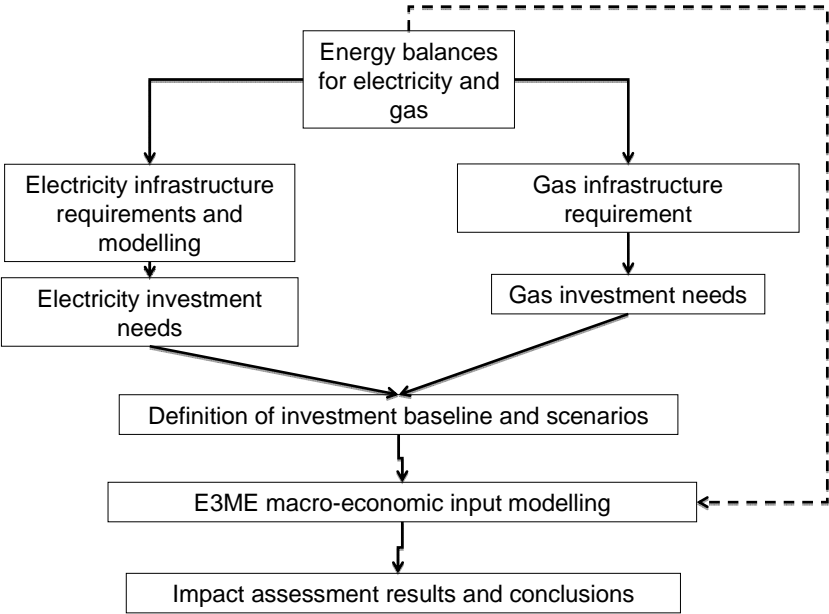 Energy balances
for electricity and
gas
Electricity infrastructure
requirements and
modelling
Gas infrastructure
requirement
Electricity investment
needs
Gas investment needs
Definition of investment baseline and scenarios
E3ME macro-economic input modelling
Impact assessment results and conclusions